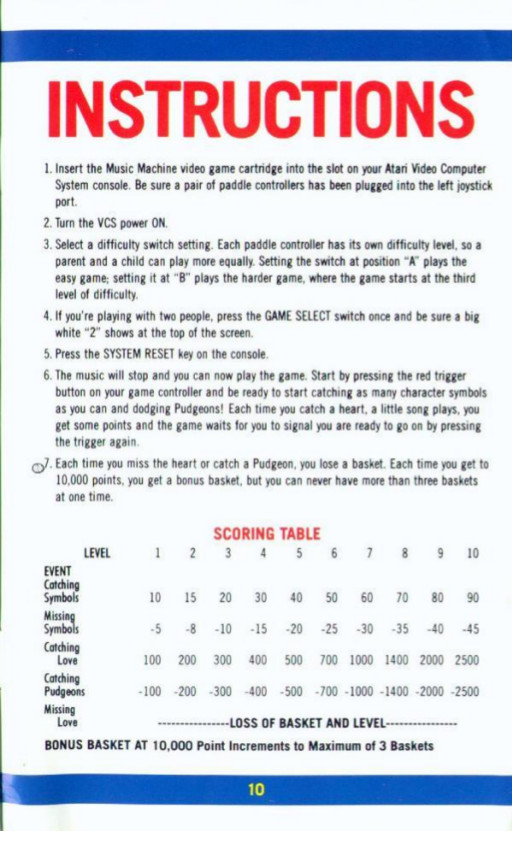 INSTRUCTIONS
1. Insert the Music Machine video game cartridge into the slot on your Atari Video Computer
System console. Be sure a pair of paddle controllers has been plugged into the left joystick
port.
2. Turn the VCS power ON.
3. Select a difficulty switch setting. Each paddle controller has its own difficulty level, so a
parent and a child can play more equally. Setting the switch at position "A" plays the
easy game; setting it at "B" plays the harder game, where the game starts at the third
level of difficulty.
4. If you're playing with two people, press the GAME SELECT switch once and be sure a big
white "2" shows at the top of the screen.
5. Press the SYSTEM RESET key on the console.
6. The music will stop and you can now play the game. Start by pressing the red trigger
button on your game controller and be ready to start catching as many character symbols
as you can and dodging Pudgeons! Each time you catch a heart, a little song plays, you
get some points and the game waits for you to signal you are ready to go on by pressing
the trigger again.
7. Each time you miss the heart or catch a Pudgeon, you lose a basket. Each time you get to
10,000 points, you get a bonus basket, but you can never have more than three baskets
at one time.
SCORING TABLE
LEVEL 1 2 3 4 5 6 7 8 9 10
EVENT
Catching
Symbols 10 15 20 30 40 50 60 70 80 90
Missing
Symbols -5 -8 -10 -15 -20 -25 -30 -35 -40 -45
Catching
Love 100 200 300 400 500 700 1000 1400 2000 2500
Catching
Pudgeons -100 -200 -300 -400 -500 -700 -1000 -1400 -2000 -2500
Missing
Love ----------------LOSS OF BASKET AND LEVEL----------------
BONUS BASKET AT 10,000 Point Increments to Maximum of 3 Baskets
10